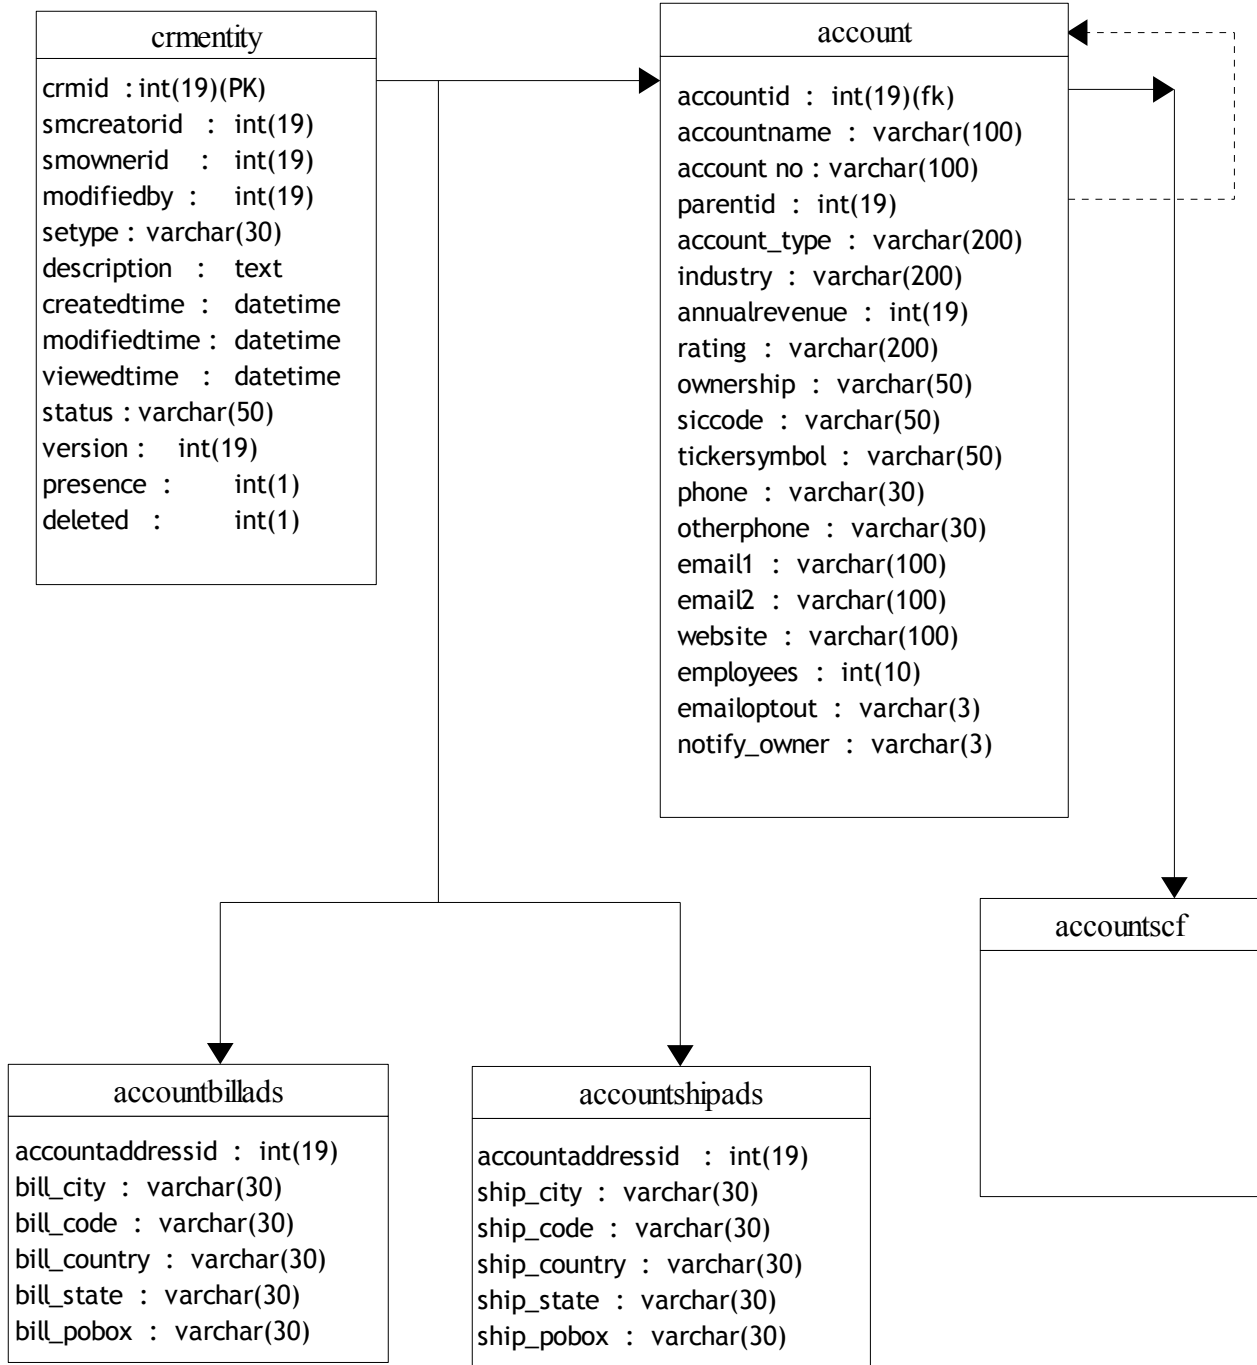 crmentity
crmid : int(19)(PK)
smcreatorid : int(19)
smownerid : int(19)
modifiedby : int(19)
setype : varchar(30)
description : text
createdtime : datetime
modifiedtime : datetime
viewedtime : datetime
status : varchar(50)
version : int(19)
presence : int(1)
deleted : int(1)
account
accountid : int(19)(fk)
accountname : varchar(100)
account no : varchar(100)
parentid : int(19)
account_type : varchar(200)
industry : varchar(200)
annualrevenue : int(19)
rating : varchar(200)
ownership : varchar(50)
siccode : varchar(50)
tickersymbol : varchar(50)
phone : varchar(30)
otherphone : varchar(30)
email1 : varchar(100)
email2 : varchar(100)
website : varchar(100)
employees : int(10)
emailoptout : varchar(3)
notify_owner : varchar(3)
accountscf
accountbillads
accountaddressid : int(19)
bill_city : varchar(30)
bill_code : varchar(30)
bill_country : varchar(30)
bill_state : varchar(30)
bill_pobox : varchar(30)
accountshipads
accountaddressid : int(19)
ship_city : varchar(30)
ship_code : varchar(30)
ship_country : varchar(30)
ship_state : varchar(30)
ship_pobox : varchar(30)